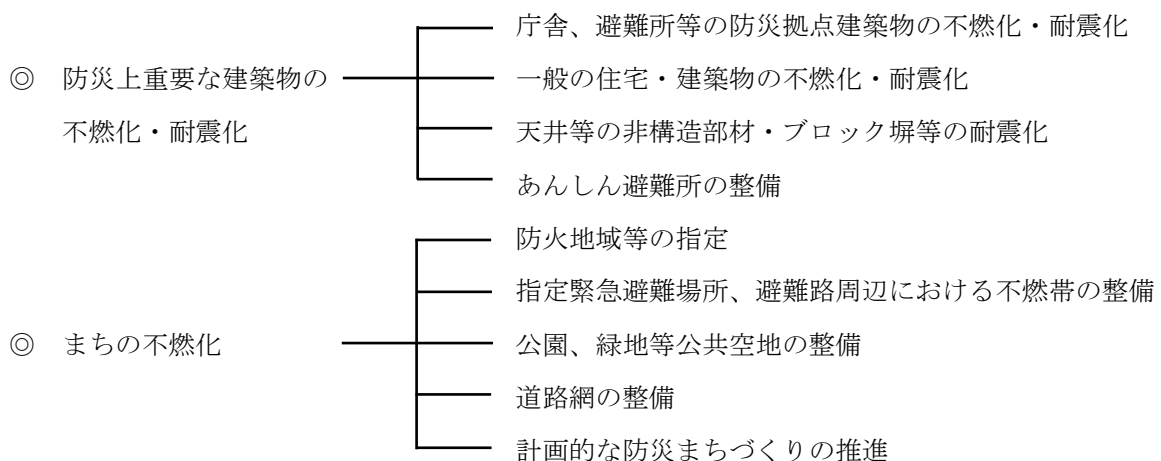 庁舎、避難所等の防災拠点建築物の不燃化・耐震化
◎ 防災上重要な建築物の
不燃化・耐震化
一般の住宅・建築物の不燃化・耐震化
天井等の非構造部材・ブロック塀等の耐震化
あんしん避難所の整備
防火地域等の指定
指定緊急避難場所、避難路周辺における不燃帯の整備
◎ まちの不燃化
公園、緑地等公共空地の整備
道路網の整備
計画的な防災まちづくりの推進